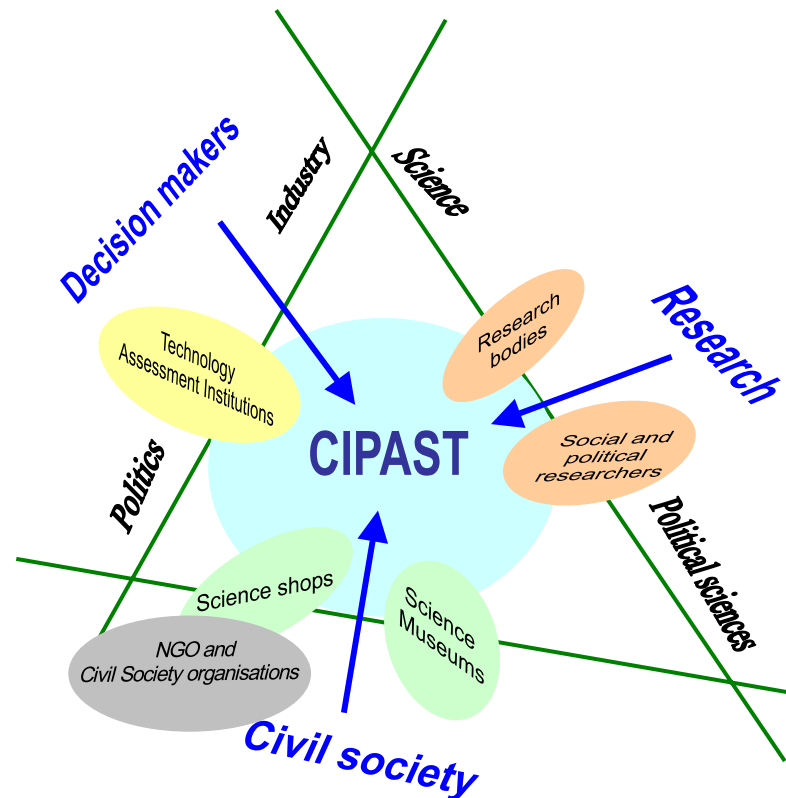 Decision makers
Industry
Science
Research
bodies
Research
Technology
Assessment Institutions
CIPAST
Social and
political
researchers
Politics
Political sciences
Science shops
Science
Museums
NGO and
Civil Society organisations
Civil society